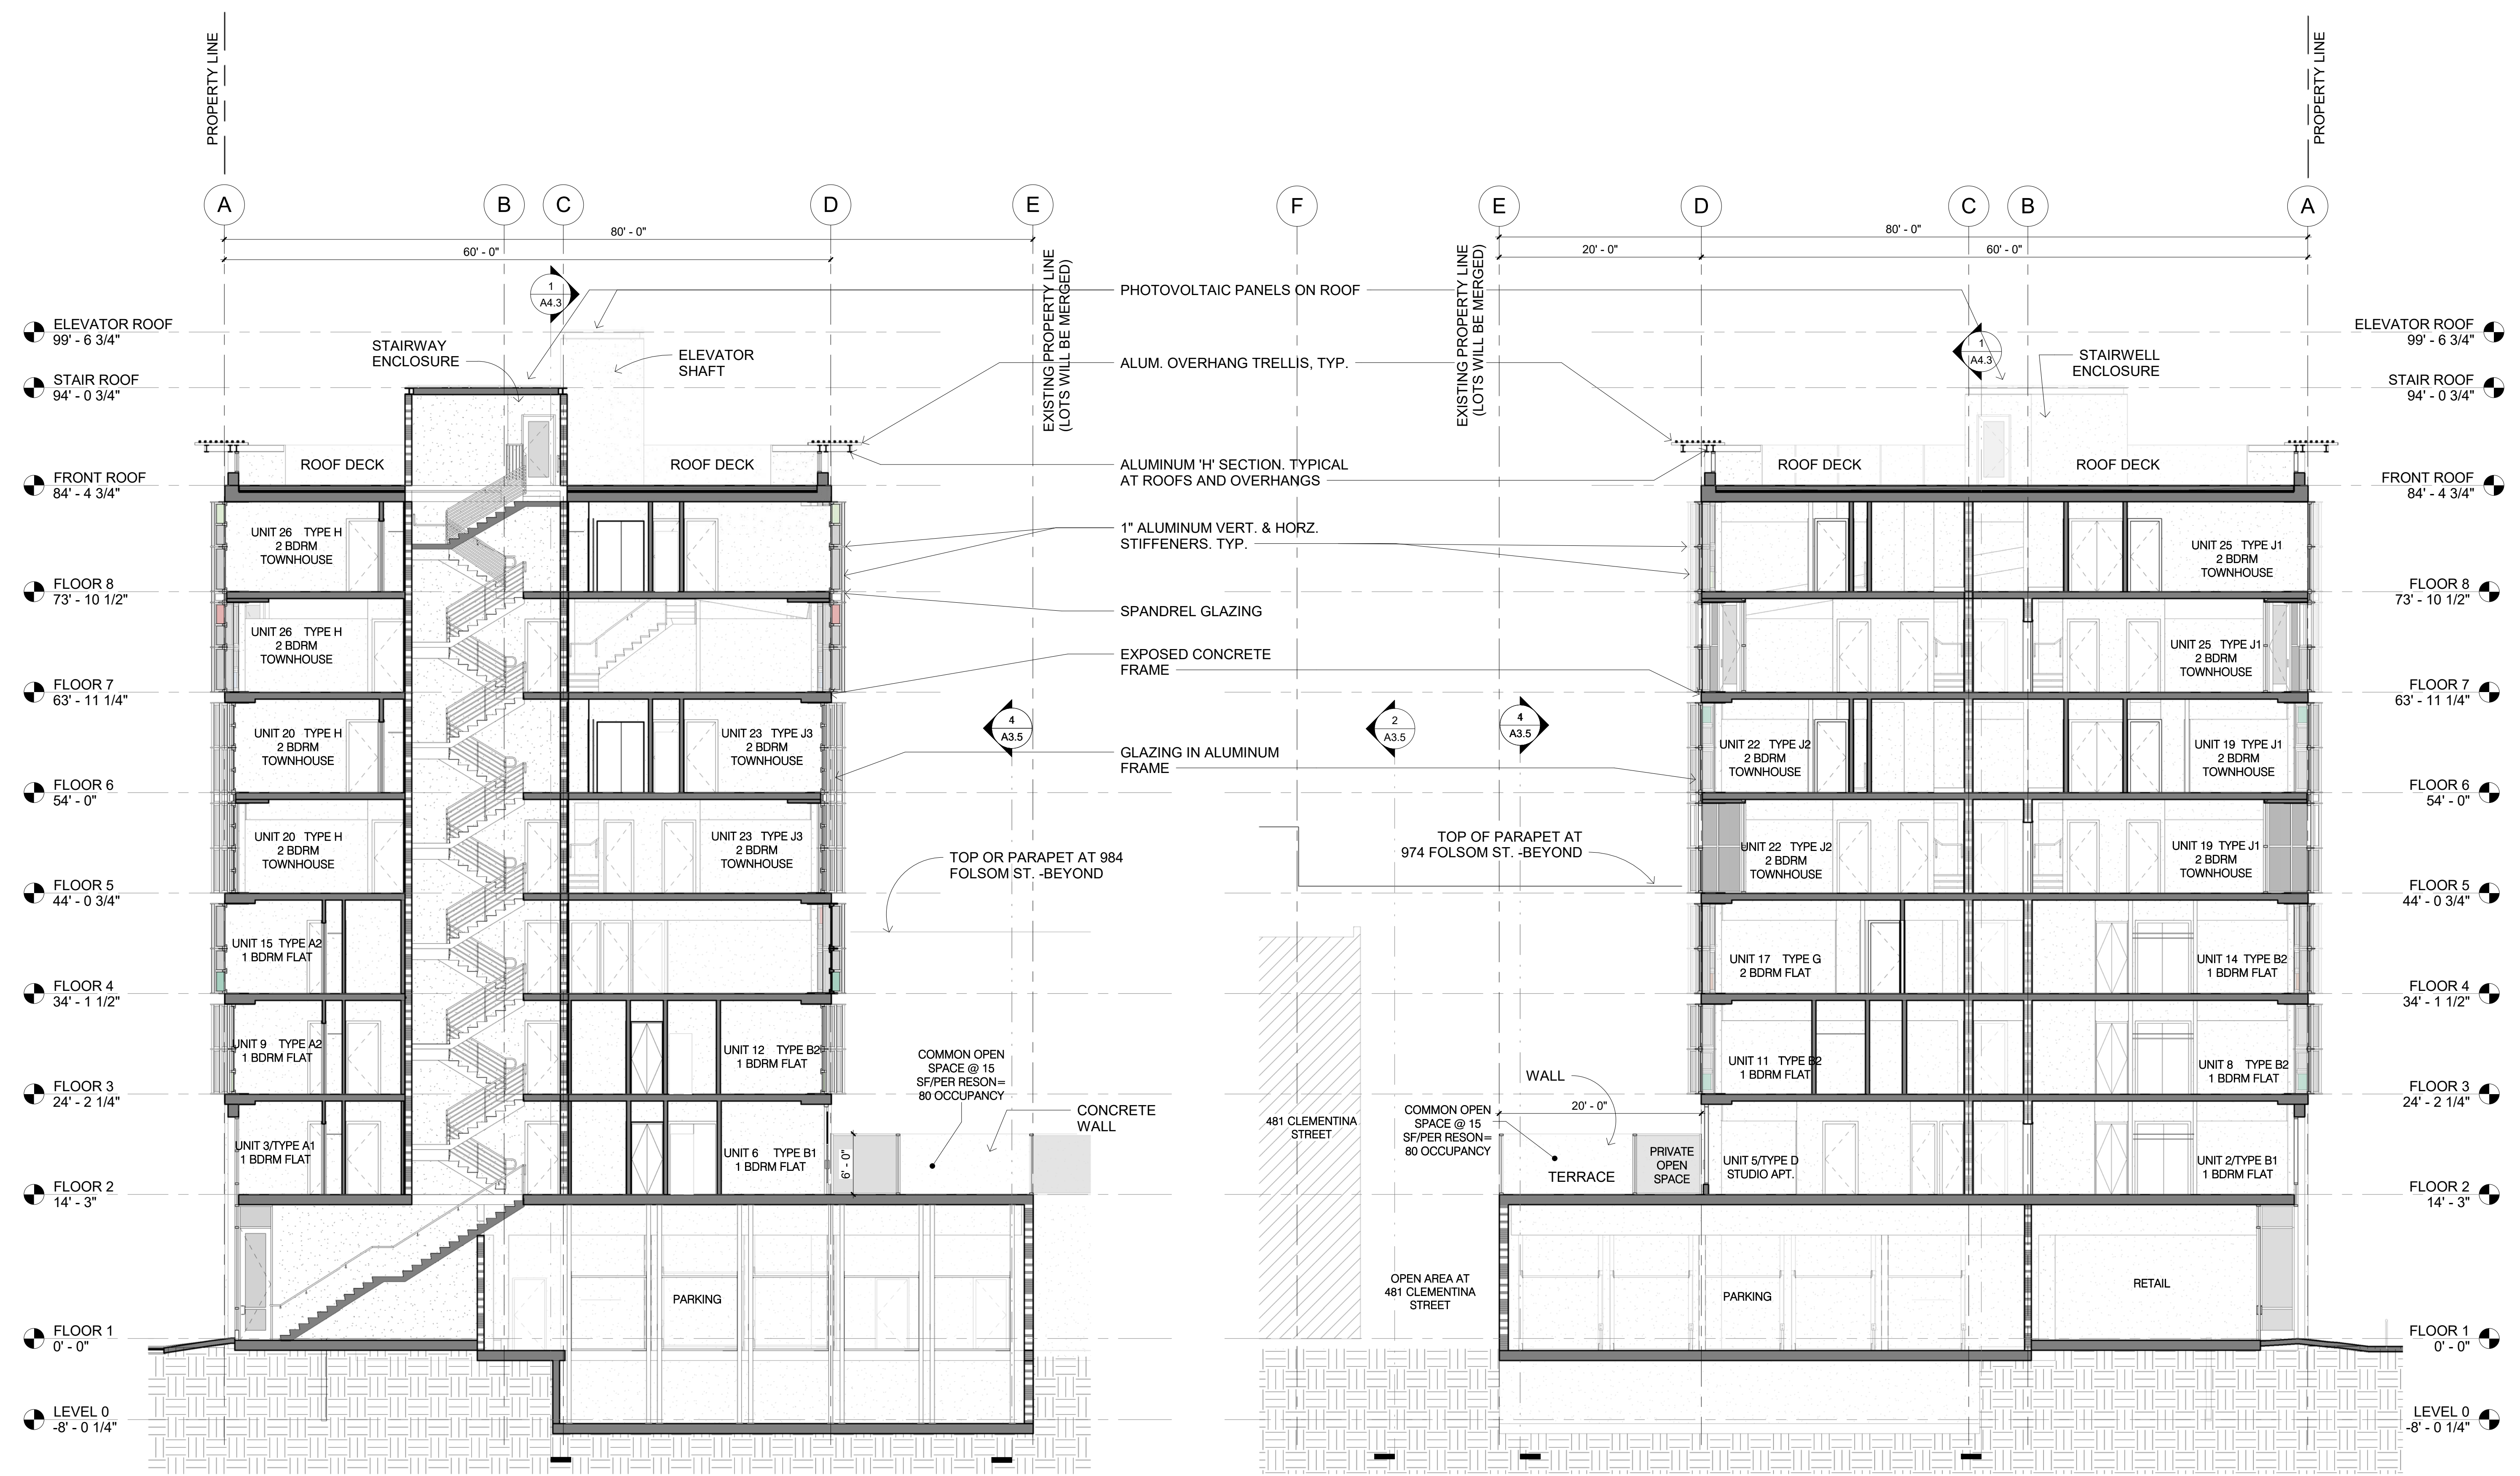 PROPERTY LINE
PROPERTY LINE
A
B
C
D
E
F
E
D
C
B
A
80' - 0"
60' - 0"
80' - 0"
20' - 0"
60' - 0"
EXISTING PROPERTY LINE
(LOTS WILL BE MERGED)
EXISTING PROPERTY LINE
(LOTS WILL BE MERGED)
1
A4.3
1
A4.3
ELEVATOR ROOF
99' - 6 3/4"
STAIR ROOF
94' - 0 3/4"
FRONT ROOF
84' - 4 3/4"
FLOOR 8
73' - 10 1/2"
FLOOR 7
63' - 11 1/4"
FLOOR 6
54' - 0"
FLOOR 5
44' - 0 3/4"
FLOOR 4
34' - 1 1/2"
FLOOR 3
24' - 2 1/4"
FLOOR 2
14' - 3"
FLOOR 1
0' - 0"
LEVEL 0
-8' - 0 1/4"
STAIRWAY
ENCLOSURE
ELEVATOR
SHAFT
ROOF DECK
ROOF DECK
UNIT 26 TYPE H
2 BDRM
TOWNHOUSE
UNIT 26 TYPE H
2 BDRM
TOWNHOUSE
UNIT 20 TYPE H
2 BDRM
TOWNHOUSE
UNIT 23 TYPE J3
2 BDRM
TOWNHOUSE
UNIT 20 TYPE H
2 BDRM
TOWNHOUSE
UNIT 23 TYPE J3
2 BDRM
TOWNHOUSE
UNIT 15 TYPE A2
1 BDRM FLAT
UNIT 9 TYPE A2
1 BDRM FLAT
UNIT 12 TYPE B2
1 BDRM FLAT
UNIT 3/TYPE A1
1 BDRM FLAT
UNIT 6 TYPE B1
1 BDRM FLAT
6' - 0"
PARKING
COMMON OPEN
SPACE @ 15
SF/PER RESON=
80 OCCUPANCY
CONCRETE
WALL
TOP OR PARAPET AT 984
FOLSOM ST. -BEYOND
4
A3.5
PHOTOVOLTAIC PANELS ON ROOF
ALUM. OVERHANG TRELLIS, TYP.
ALUMINUM 'H' SECTION. TYPICAL
AT ROOFS AND OVERHANGS
1" ALUMINUM VERT. & HORZ.
STIFFENERS. TYP.
SPANDREL GLAZING
EXPOSED CONCRETE
FRAME
GLAZING IN ALUMINUM
FRAME
2
A3.5
4
A3.5
TOP OF PARAPET AT
974 FOLSOM ST. -BEYOND
481 CLEMENTINA
STREET
OPEN AREA AT
481 CLEMENTINA
STREET
COMMON OPEN
SPACE @ 15
SF/PER RESON=
80 OCCUPANCY
WALL
20' - 0"
TERRACE
PRIVATE
OPEN
SPACE
STAIRWELL
ENCLOSURE
ROOF DECK
ROOF DECK
UNIT 25 TYPE J1
2 BDRM
TOWNHOUSE
UNIT 25 TYPE J1
2 BDRM
TOWNHOUSE
UNIT 22 TYPE J2
2 BDRM
TOWNHOUSE
UNIT 19 TYPE J1
2 BDRM
TOWNHOUSE
UNIT 22 TYPE J2
2 BDRM
TOWNHOUSE
UNIT 19 TYPE J1
2 BDRM
TOWNHOUSE
UNIT 17 TYPE G
2 BDRM FLAT
UNIT 14 TYPE B2
1 BDRM FLAT
UNIT 11 TYPE B2
1 BDRM FLAT
UNIT 8 TYPE B2
1 BDRM FLAT
UNIT 5/TYPE D
STUDIO APT.
UNIT 2/TYPE B1
1 BDRM FLAT
PARKING
RETAIL
ELEVATOR ROOF
99' - 6 3/4"
STAIR ROOF
94' - 0 3/4"
FRONT ROOF
84' - 4 3/4"
FLOOR 8
73' - 10 1/2"
FLOOR 7
63' - 11 1/4"
FLOOR 6
54' - 0"
FLOOR 5
44' - 0 3/4"
FLOOR 4
34' - 1 1/2"
FLOOR 3
24' - 2 1/4"
FLOOR 2
14' - 3"
FLOOR 1
0' - 0"
LEVEL 0
-8' - 0 1/4"